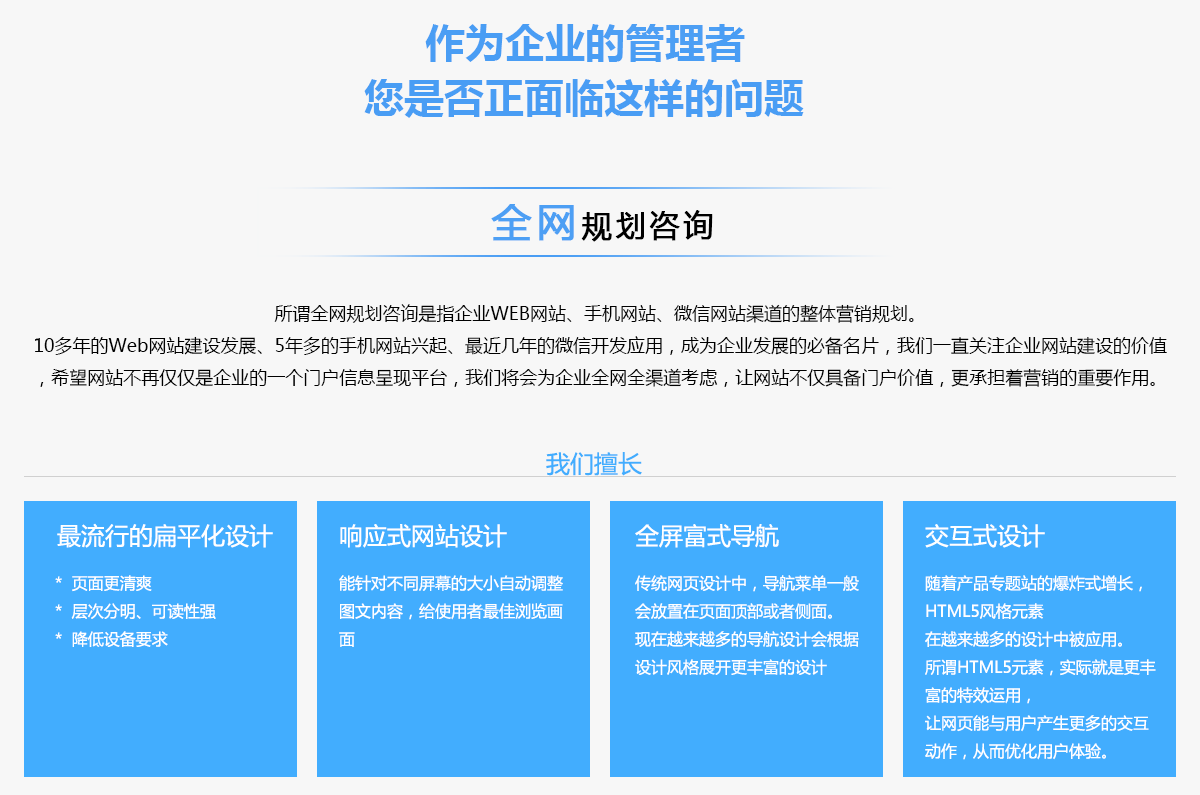 作为企业的管理者
您是否正面临这样的问题
全网规划咨询
所谓全网规划咨询是指企业WEB网站、手机网站、微信网站渠道的整体营销规划。
10多年的Web网站建设发展、5年多的手机网站兴起、最近几年的微信开发应用，成为企业发展的必备名片，我们一直关注企业网站建设的价值
，希望网站不再仅仅是企业的一个门户信息呈现平台，我们将会为企业全网全渠道考虑，让网站不仅具备门户价值，更承担着营销的重要作用。
我们擅长
最流行的扁平化设计
* 页面更清爽
* 层次分明、可读性强
* 降低设备要求
响应式网站设计
能针对不同屏幕的大小自动调整
图文内容，给使用者最佳浏览画
面
全屏富式导航
传统网页设计中，导航菜单一般
会放置在页面顶部或者侧面。
现在越来越多的导航设计会根据
设计风格展开更丰富的设计
交互式设计
随着产品专题站的爆炸式增长，
HTML5风格元素
在越来越多的设计中被应用。
所谓HTML5元素，实际就是更丰
富的特效运用，
让网页能与用户产生更多的交互
动作，从而优化用户体验。